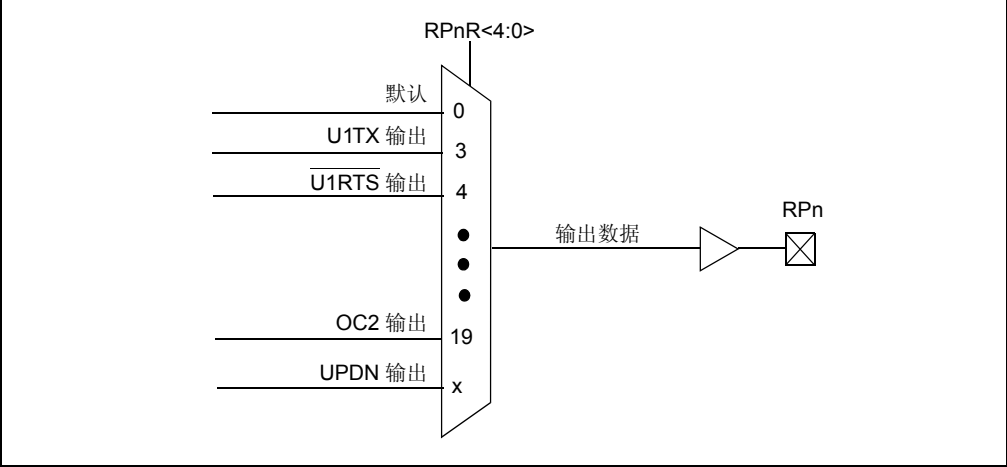 RPnR<4:0>
默认
0
U1TX 输出
3
U1RTS 输出
4
输出数据
RPn
OC2 输出
19
UPDN 输出
x